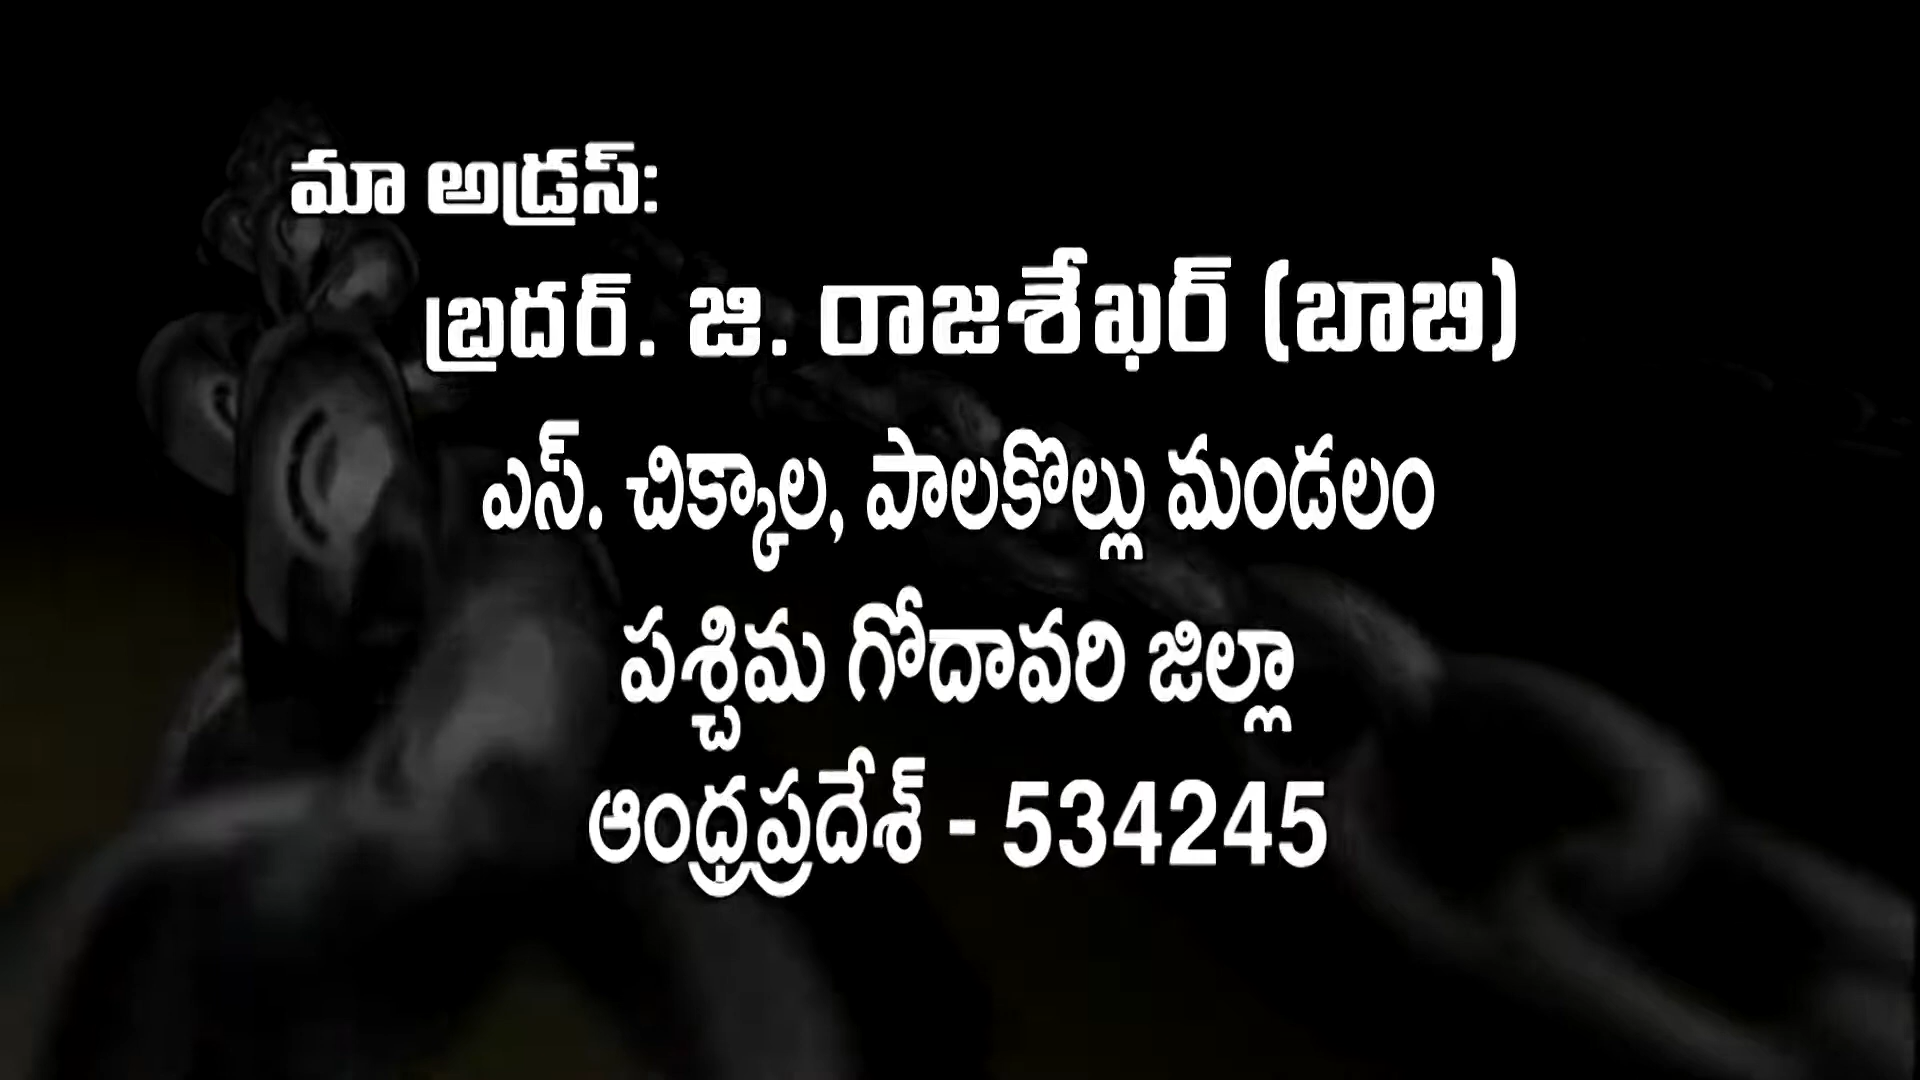 మా అడ్రస్:
బ్రదర్. జి. రాజశేఖర్ (బాబి)
ఎస్. చిక్కాల, పాలకొల్లు మండలం
పశ్చిమ గోదావరి జిల్లా
ఆంధ్రప్రదేశ్ - 534245